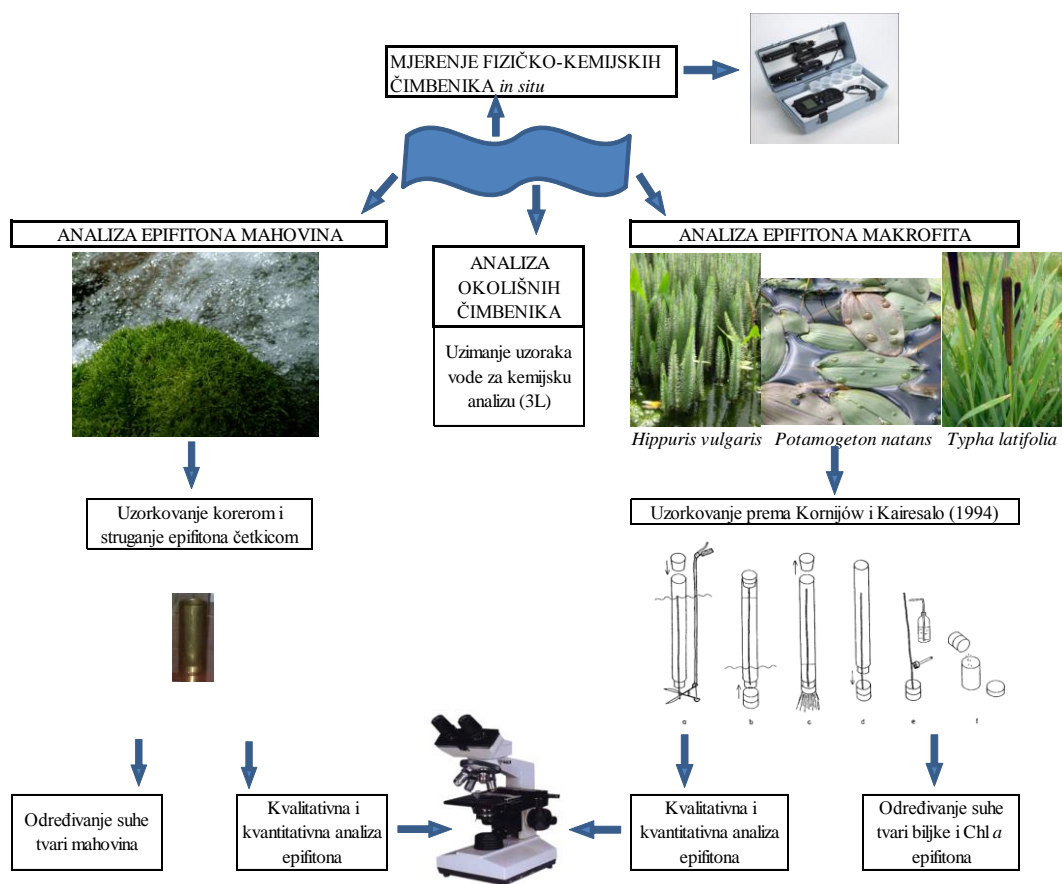 MJERENJE FIZIČKO-KEMIJSKIH
ČIMBENIKA in situ
ANALIZA EPIFITONA MAHOVINA
ANALIZA
OKOLIŠNIH
ČIMBENIKA
Uzimanje uzoraka
vode za kemijsku
analizu (3L)
ANALIZA EPIFITONA MAKROFITA
Hippuris vulgaris
Potamogeton natans
Typha latifolia
Uzorkovanje korerom i
struganje epifitona četkicom
Uzorkovanje prema Kornijów i Kairesalo (1994)
a
b
c
d
e
f
Određivanje suhe
tvari mahovina
Kvalitativna i
kvantitativna analiza
epifitona
Kvalitativna i
kvantitativna analiza
epifitona
Određivanje suhe
tvari biljke i Chl a
epifitona